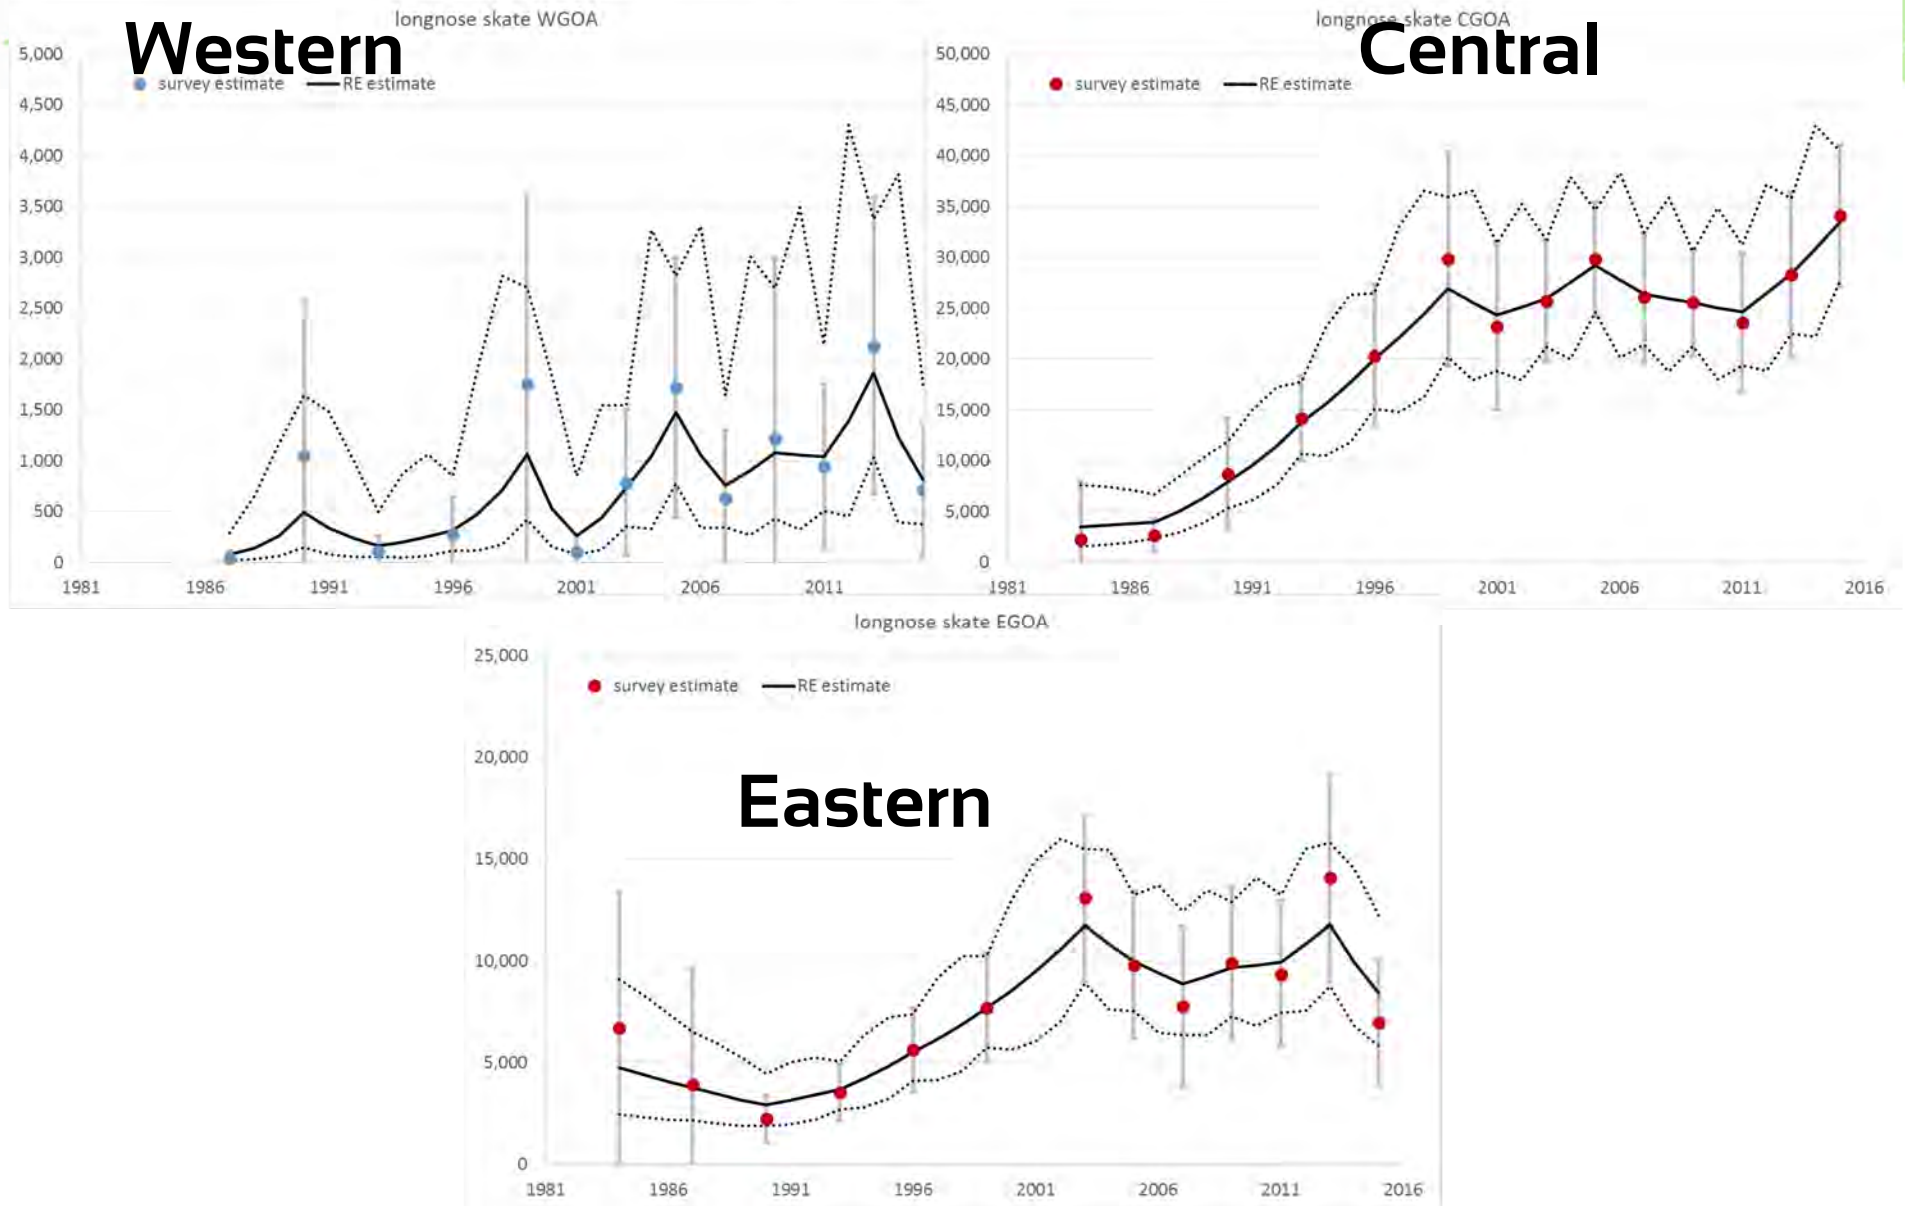 longnose skate WGOA
Western
survey estimate RE estimate
5,000
4,500
4,000
3,500
3,000
2,500
2,000
1,500
1,000
500
0
1981 1986 1991 1996 2001 2006 2011
longnose skate CGOA
Central
survey estimate RE estimate
50,000
45,000
40,000
35,000
30,000
25,000
20,000
15,000
10,000
5,000
0
1981 1986 1991 1996 2001 2006 2011 2016
longnose skate EGOA
survey estimate RE estimate
Eastern
25,000
20,000
15,000
10,000
5,000
0
1981 1986 1991 1996 2001 2006 2011 2016